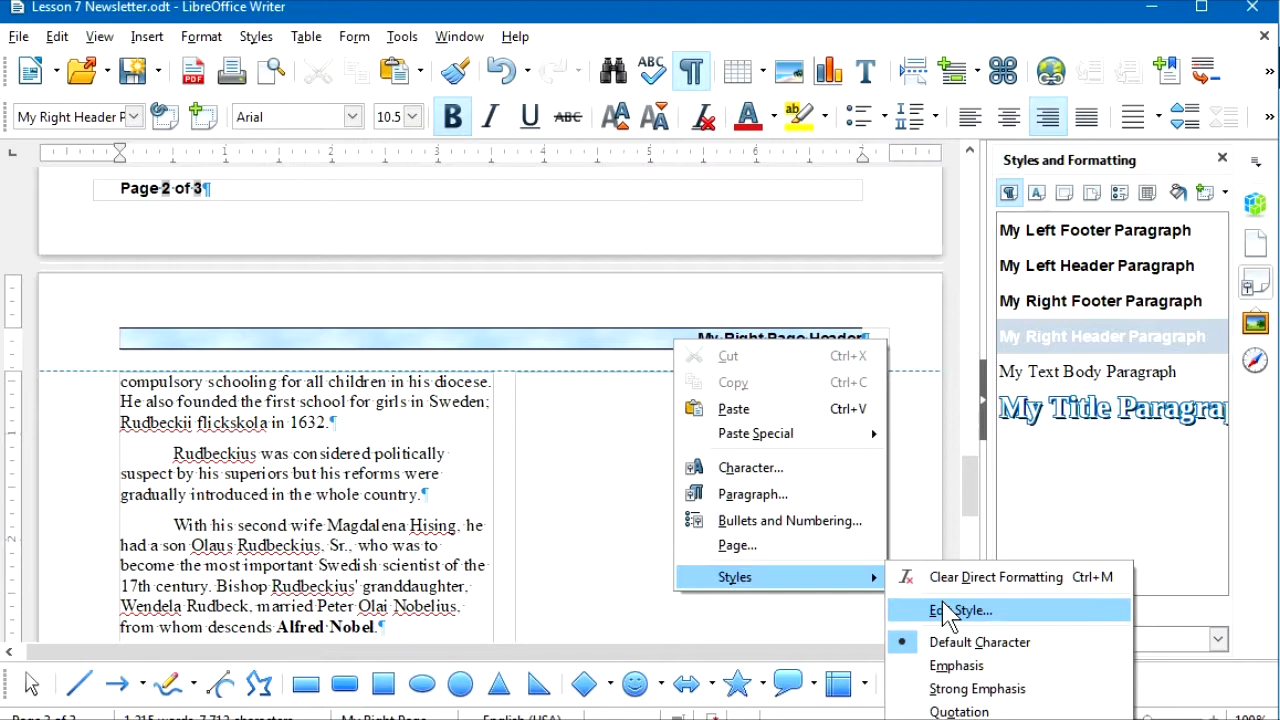 Lesson 7 Newsletter.odt - LibreOffice Writer
File Edit View Insert Format Styles Table Form Tools Window Help
My Right Header P Arial 10.5
1 2 3 4 5 6 7
Styles and Formatting
Page 2 of 3¶
My Left Footer Paragraph
My Left Header Paragraph
My Right Footer Paragraph
My Right Header Paragraph
My Text Body Paragraph
My Title Paragra
My Right Page Header¶
compulsory schooling for all children in his diocese.
He also founded the first school for girls in Sweden;
Rudbeckii flickskola in 1632.¶
Rudbeckius was considered politically
suspect by his superiors but his reforms were
gradually introduced in the whole country.¶
With his second wife Magdalena Hising, he
had a son Olaus Rudbeckius, Sr., who was to
become the most important Swedish scientist of the
17th century. Bishop Rudbeckius' granddaughter,
Wendela Rudbeck, married Peter Olai Nobelius,
from whom descends Alfred Nobel.¶
Cut Ctrl+X
Copy Ctrl+C
Paste Ctrl+V
Paste Special
Character...
Paragraph...
Bullets and Numbering...
Page...
Styles
Clear Direct Formatting Ctrl+M
Style...
Default Character
Emphasis
Strong Emphasis
Quotation
Page 3 of 3 1,215 words, 7,712 characters My Right Page English (USA) 100%